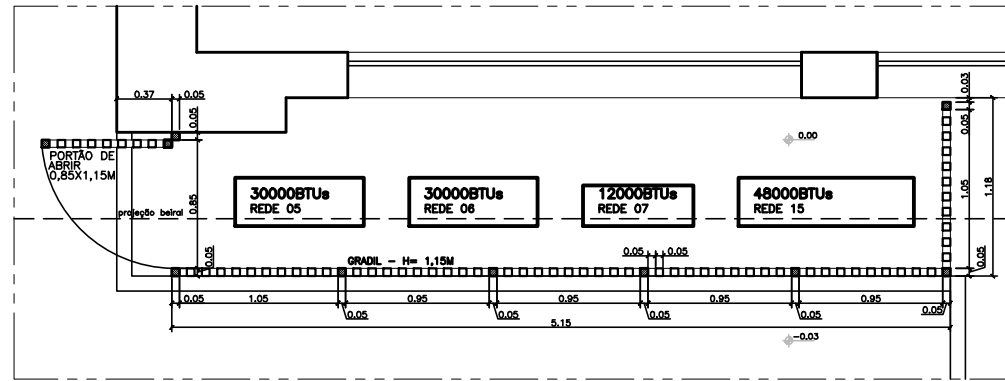 0.37
0.05
0.05
0.03
0.05
0.00
PORTÃO DE
ABRIR
0,85X1,15M
30000BTUs
REDE 05
30000BTUs
REDE 06
12000BTUs
REDE 07
48000BTUs
REDE 15
1.05
1.18
projeção beiral
0.85
0.05
GRADIL - H= 1,15M
0.05
0.05
0.05
0.05
1.05
0.95
0.95
0.95
0.95
0.05
0.05
0.05
0.05
0.05
5.15
-0.03